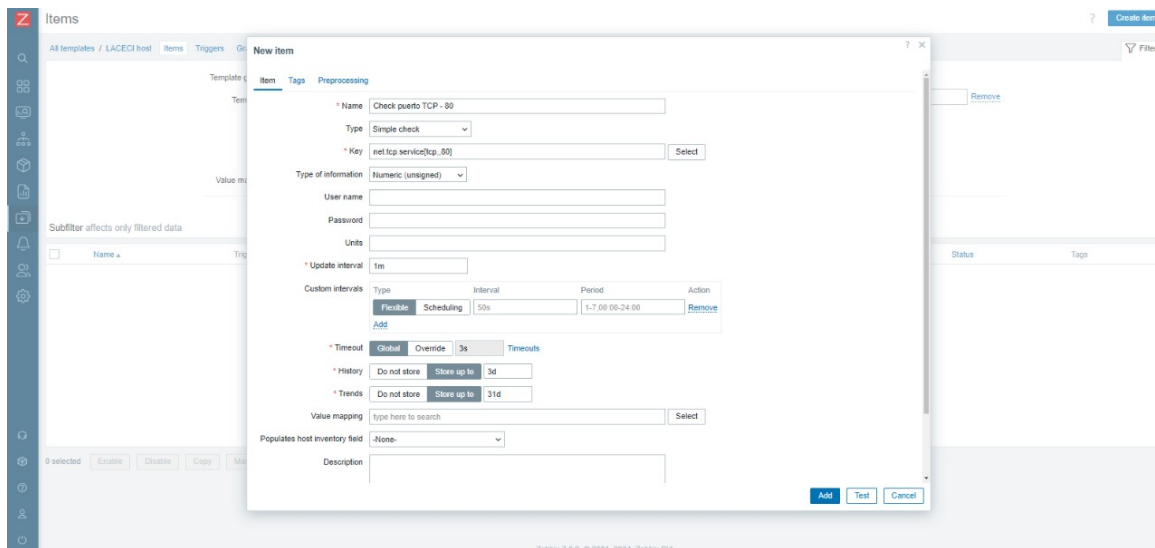 Z Items ? Create item
All templates / LACECI host Items Triggers Filter
New item ? ×
Item Tags Preprocessing
* Name Check puerto TCP - 80
Remove
Type Simple check
* Key net.tcp.service[tcp_80] Select
Type of information Numeric (unsigned)
User name
Password
Subfilter affects only filtered data
Units
Name Status Tags
* Update interval 1m
Custom intervals Type Interval Period Action
Flexible Scheduling 50s 1-7,00:00-24:00 Remove
Add
* Timeout Global Override 3s Timeouts
* History Do not store Store up to 3d
* Trends Do not store Store up to 31d
Value mapping type here to search Select
Populates host inventory field -None-
0 selected Enable Disable Copy
Description
Add Test Cancel